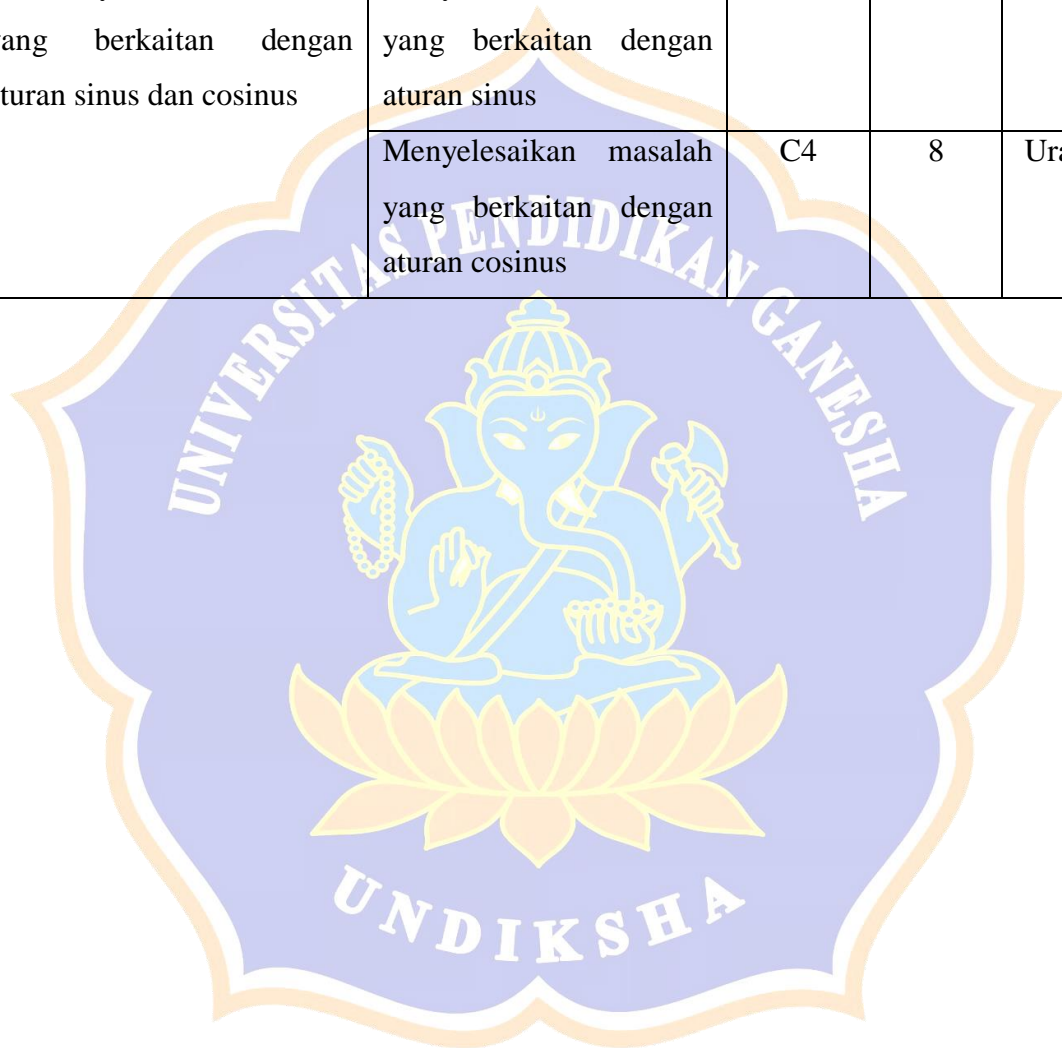 yang berkaitan dengan
aturan sinus dan cosinus
yang berkaitan dengan
aturan sinus
Menyelesaikan masalah
yang berkaitan dengan
aturan cosinus
C4
8
UNIVERSITAS PENDIDIKAN GANESHA
UNDIKSHA